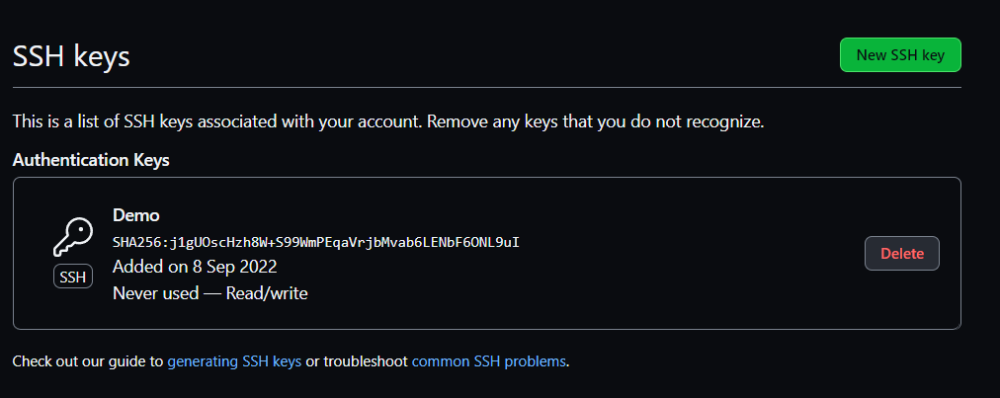 SSH keys
New SSH key
This is a list of SSH keys associated with your account. Remove any keys that you do not recognize.
Authentication Keys
Demo
SHA256:j1gUOscHzh8W+S99WmPEqaVrjbMvab6LENbF6ONL9uI
SSH
Added on 8 Sep 2022
Never used — Read/write
Delete
Check out our guide to generating SSH keys or troubleshoot common SSH problems.